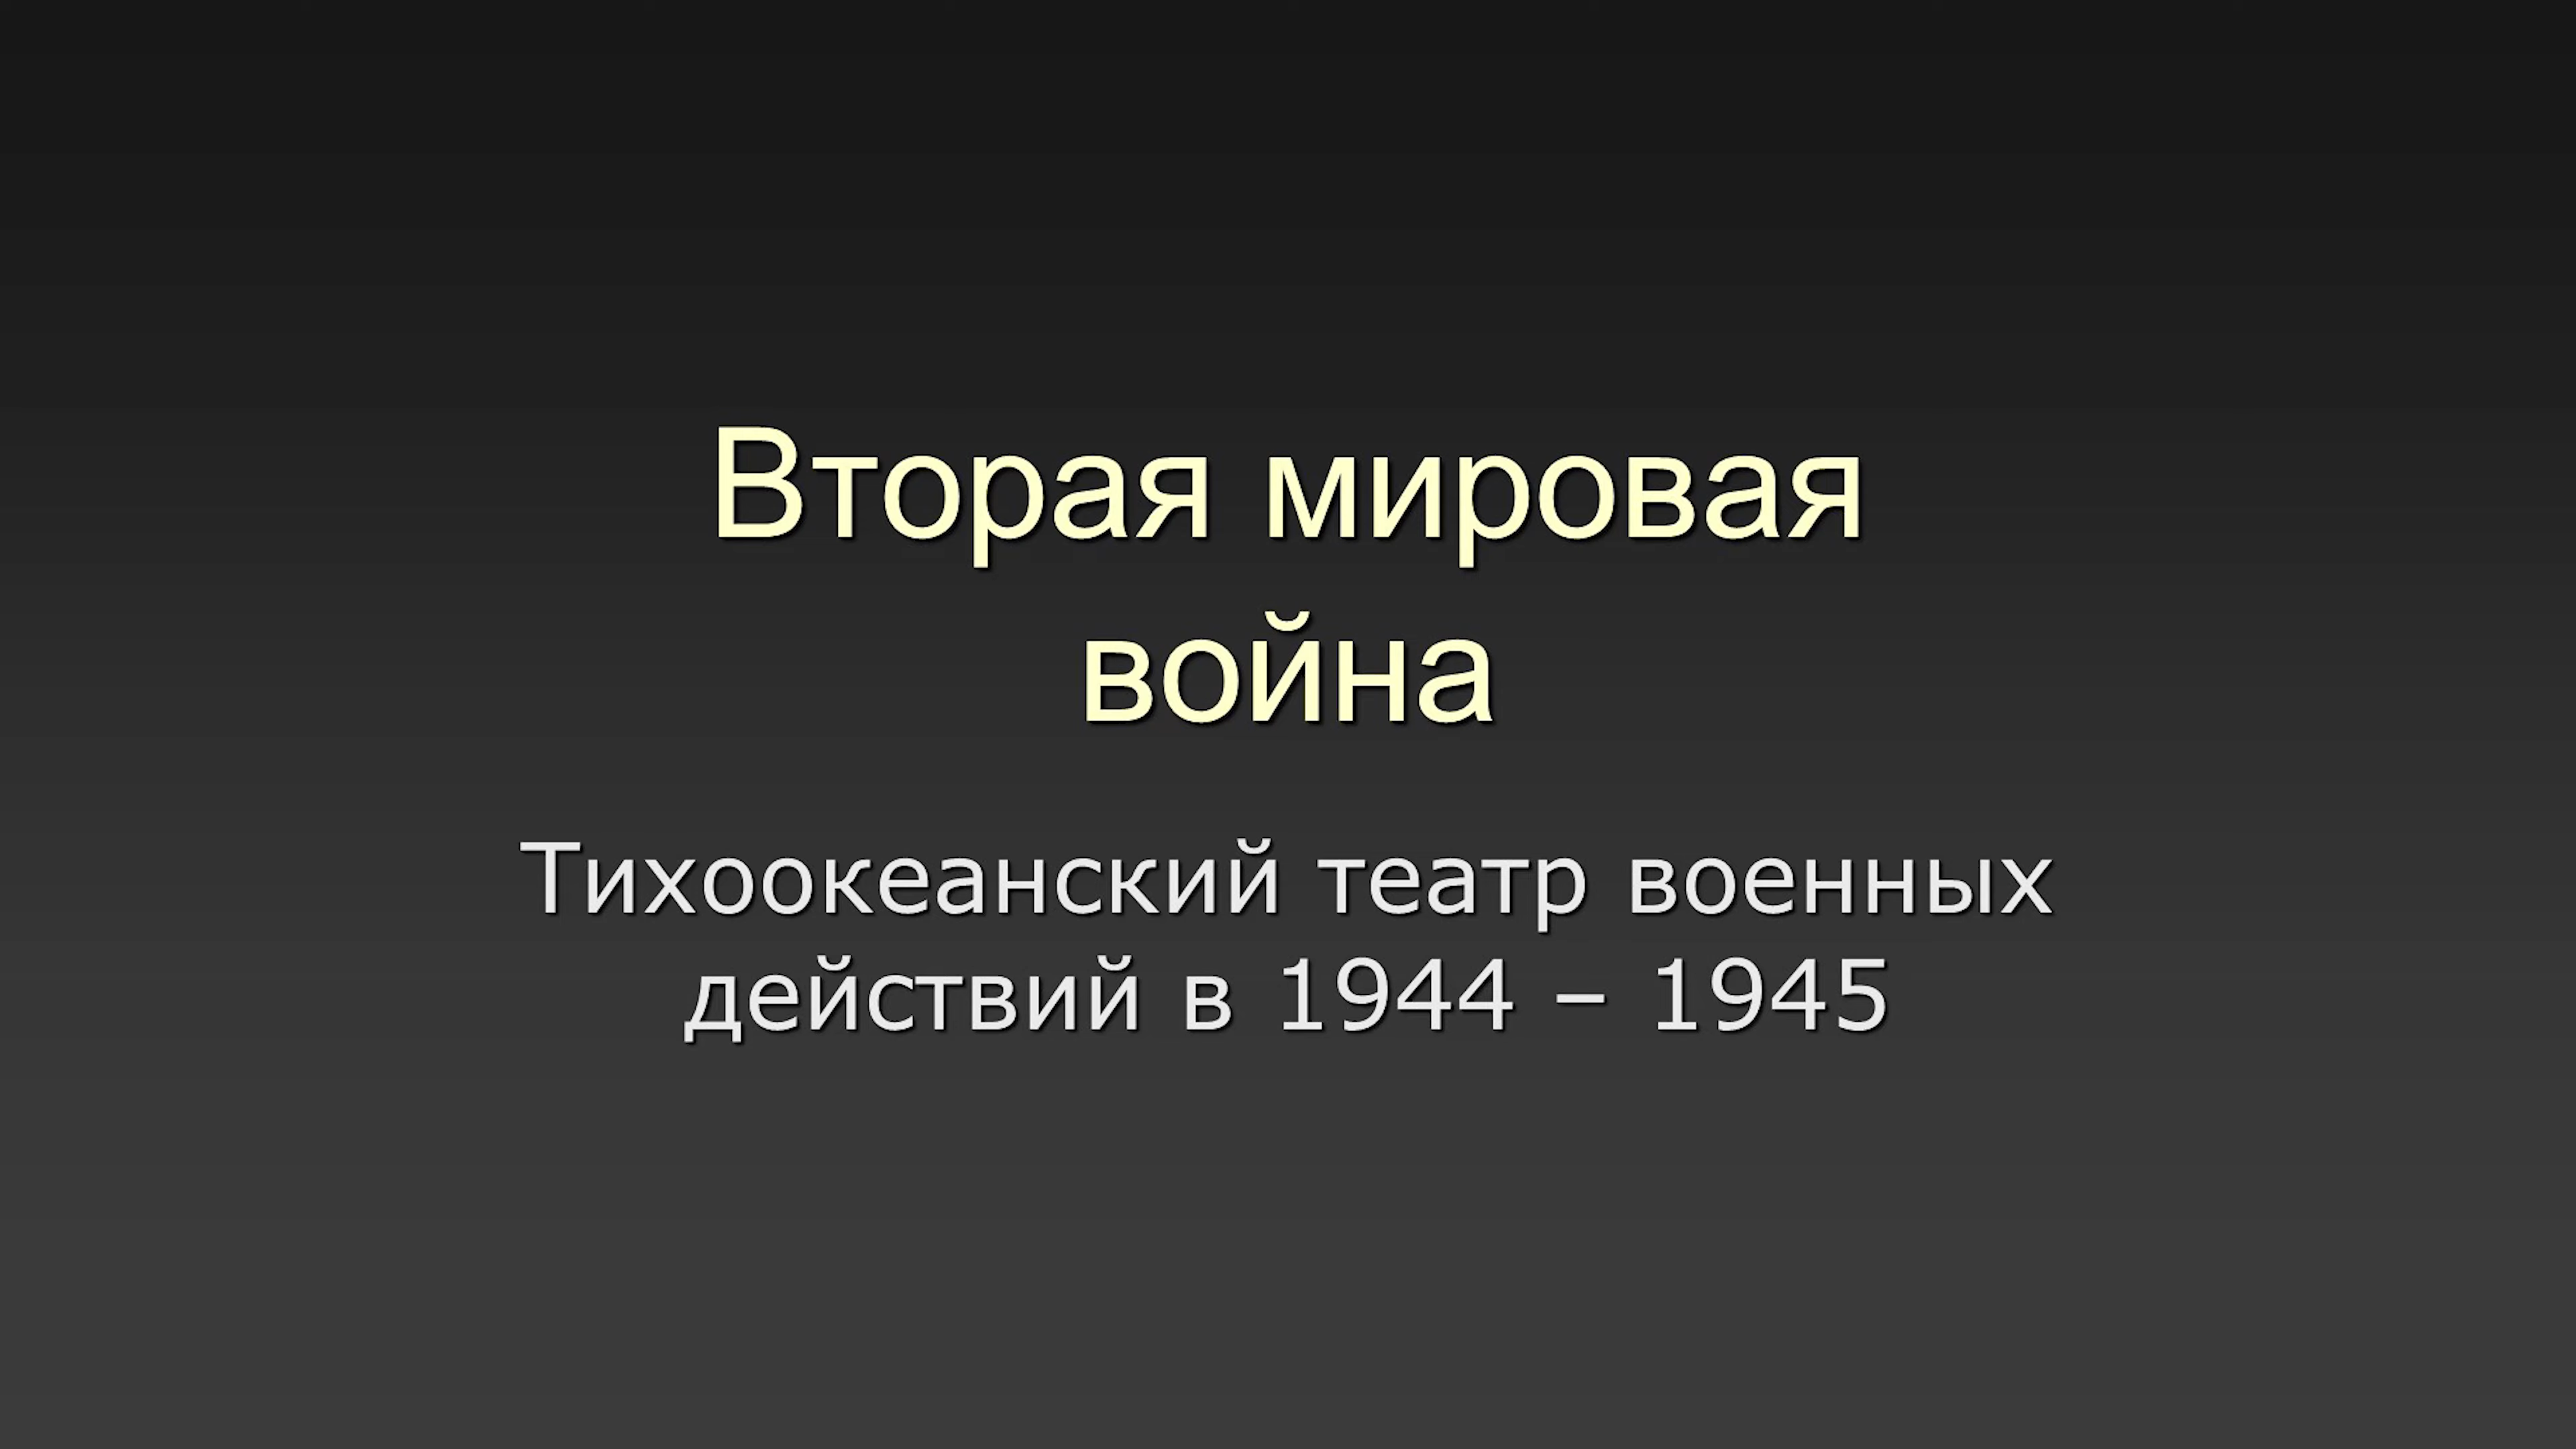 Вторая мировая
война
Тихоокеанский театр военных
действий в 1944 – 1945